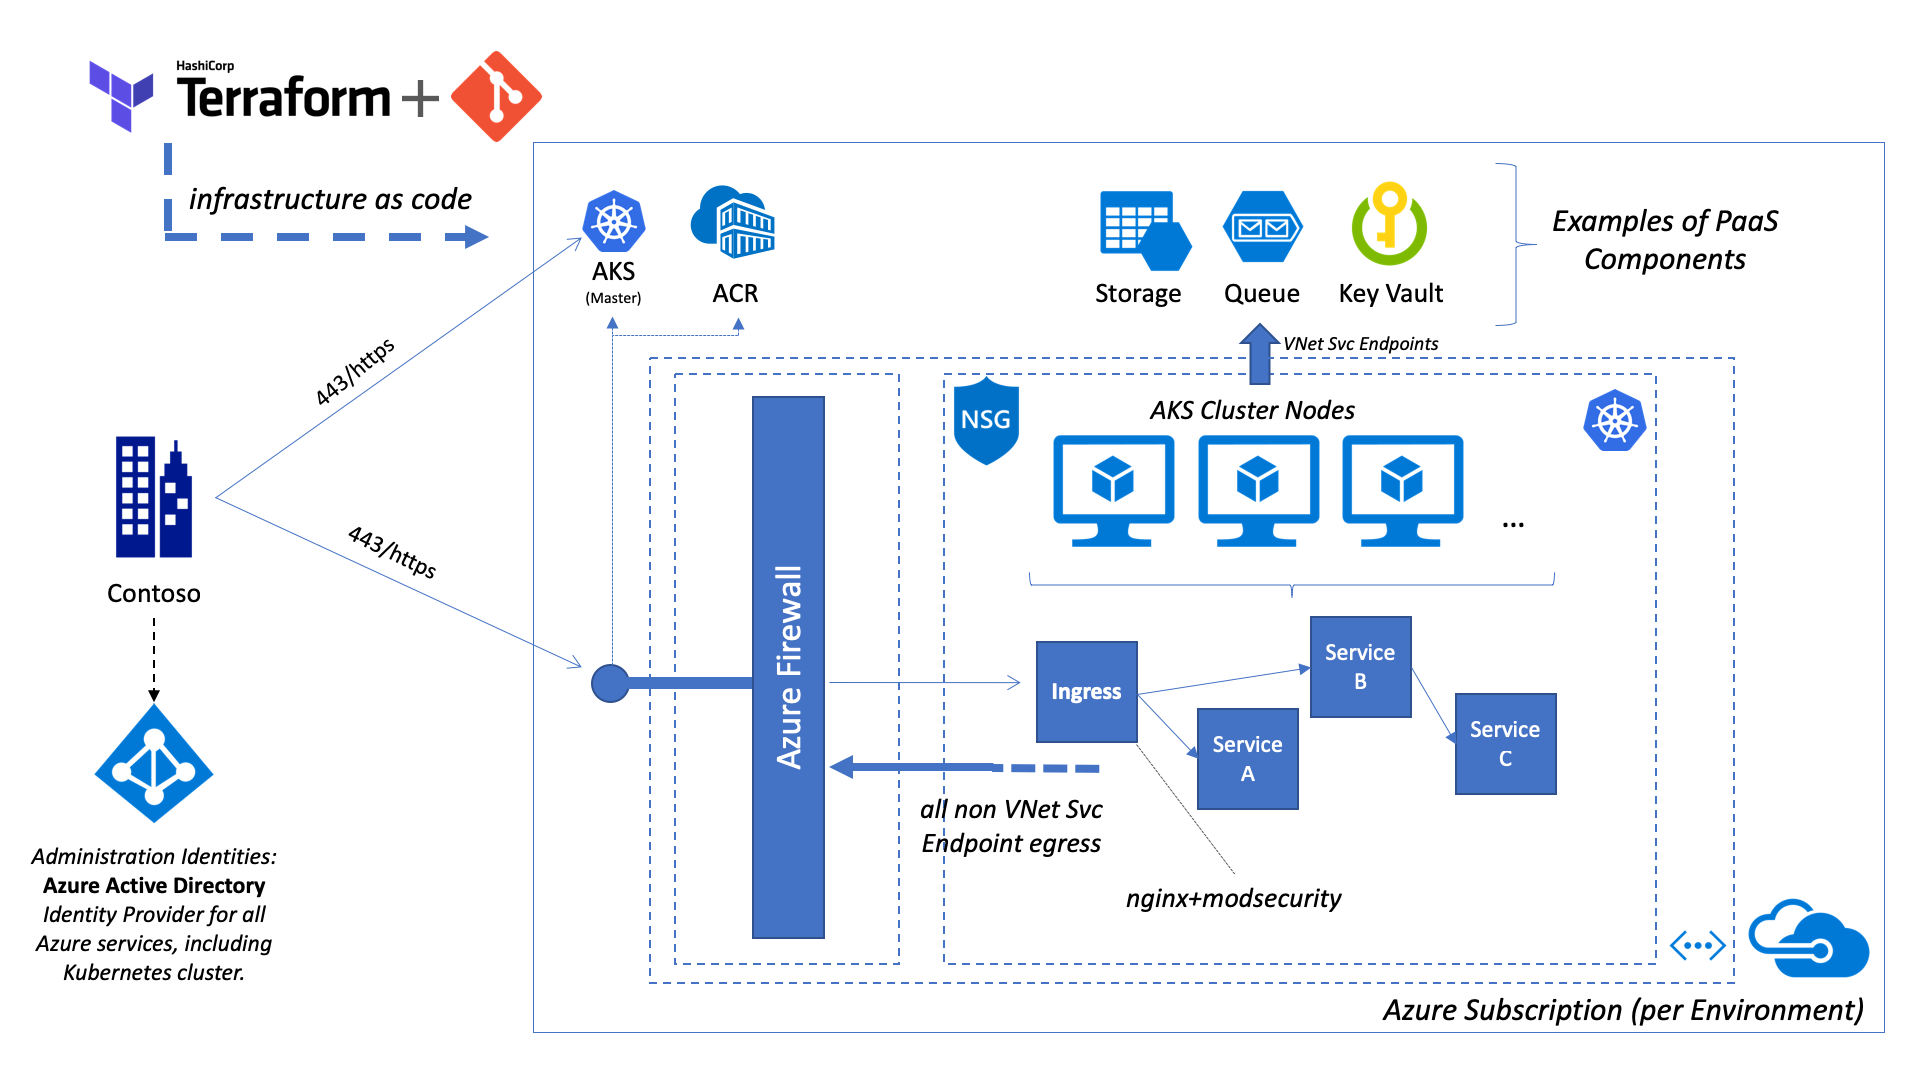 HashiCorp
Terraform
+
infrastructure as code
AKS
(Master)
ACR
Storage
Queue
Key Vault
Examples of PaaS
Components
VNet Svc Endpoints
443/https
NSG
AKS Cluster Nodes
...
Contoso
443/https
Azure Firewall
Ingress
Service
B
Service
A
Service
C
all non VNet Svc
Endpoint egress
nginx+modsecurity
Administration Identities:
Azure Active Directory
Identity Provider for all
Azure services, including
Kubernetes cluster.
Azure Subscription (per Environment)